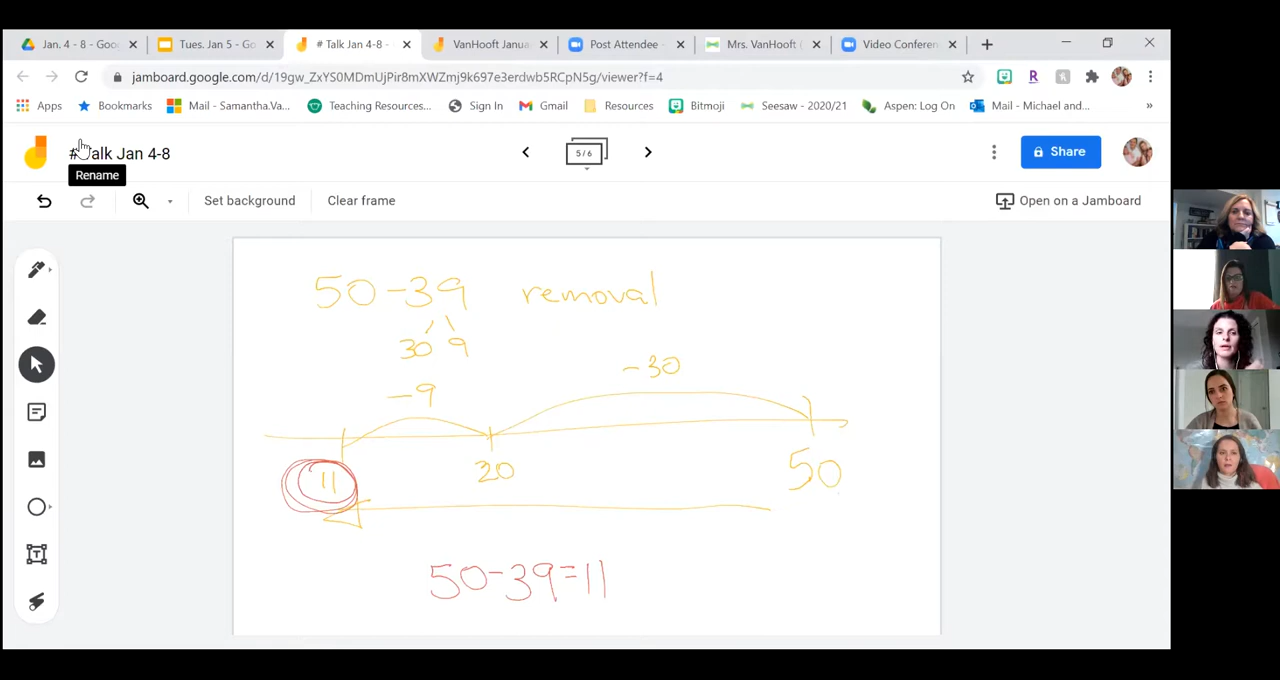 Jan. 4 - 8 - Goo
Tues. Jan 5 - Go
# Talk Jan 4-8 -
VanHooft Janua
Post Attendee -
Mrs. VanHooft (
Video Conferen
jamboard.google.com/d/19gw_ZxYS0MDmUjPir8mXWZmj9k697e3erdwb5RCpN5g/viewer?f=4
Apps
Bookmarks
Mail - Samantha.Va...
Teaching Resources...
Sign In
Gmail
Resources
Bitmoji
Seesaw - 2020/21
Aspen: Log On
Mail - Michael and...
»
# Talk Jan 4-8
5/6
Share
Rename
Set background
Clear frame
Open on a Jamboard
50 - 39 removal
30 9
- 30
- 9
11 20 50
50 - 39 = 11